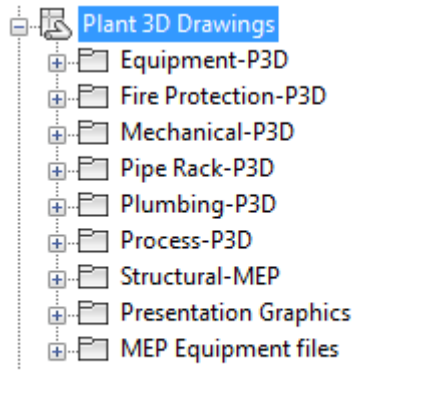 Plant 3D Drawings
Equipment-P3D
Fire Protection-P3D
Mechanical-P3D
Pipe Rack-P3D
Plumbing-P3D
Process-P3D
Structural-MEP
Presentation Graphics
MEP Equipment files